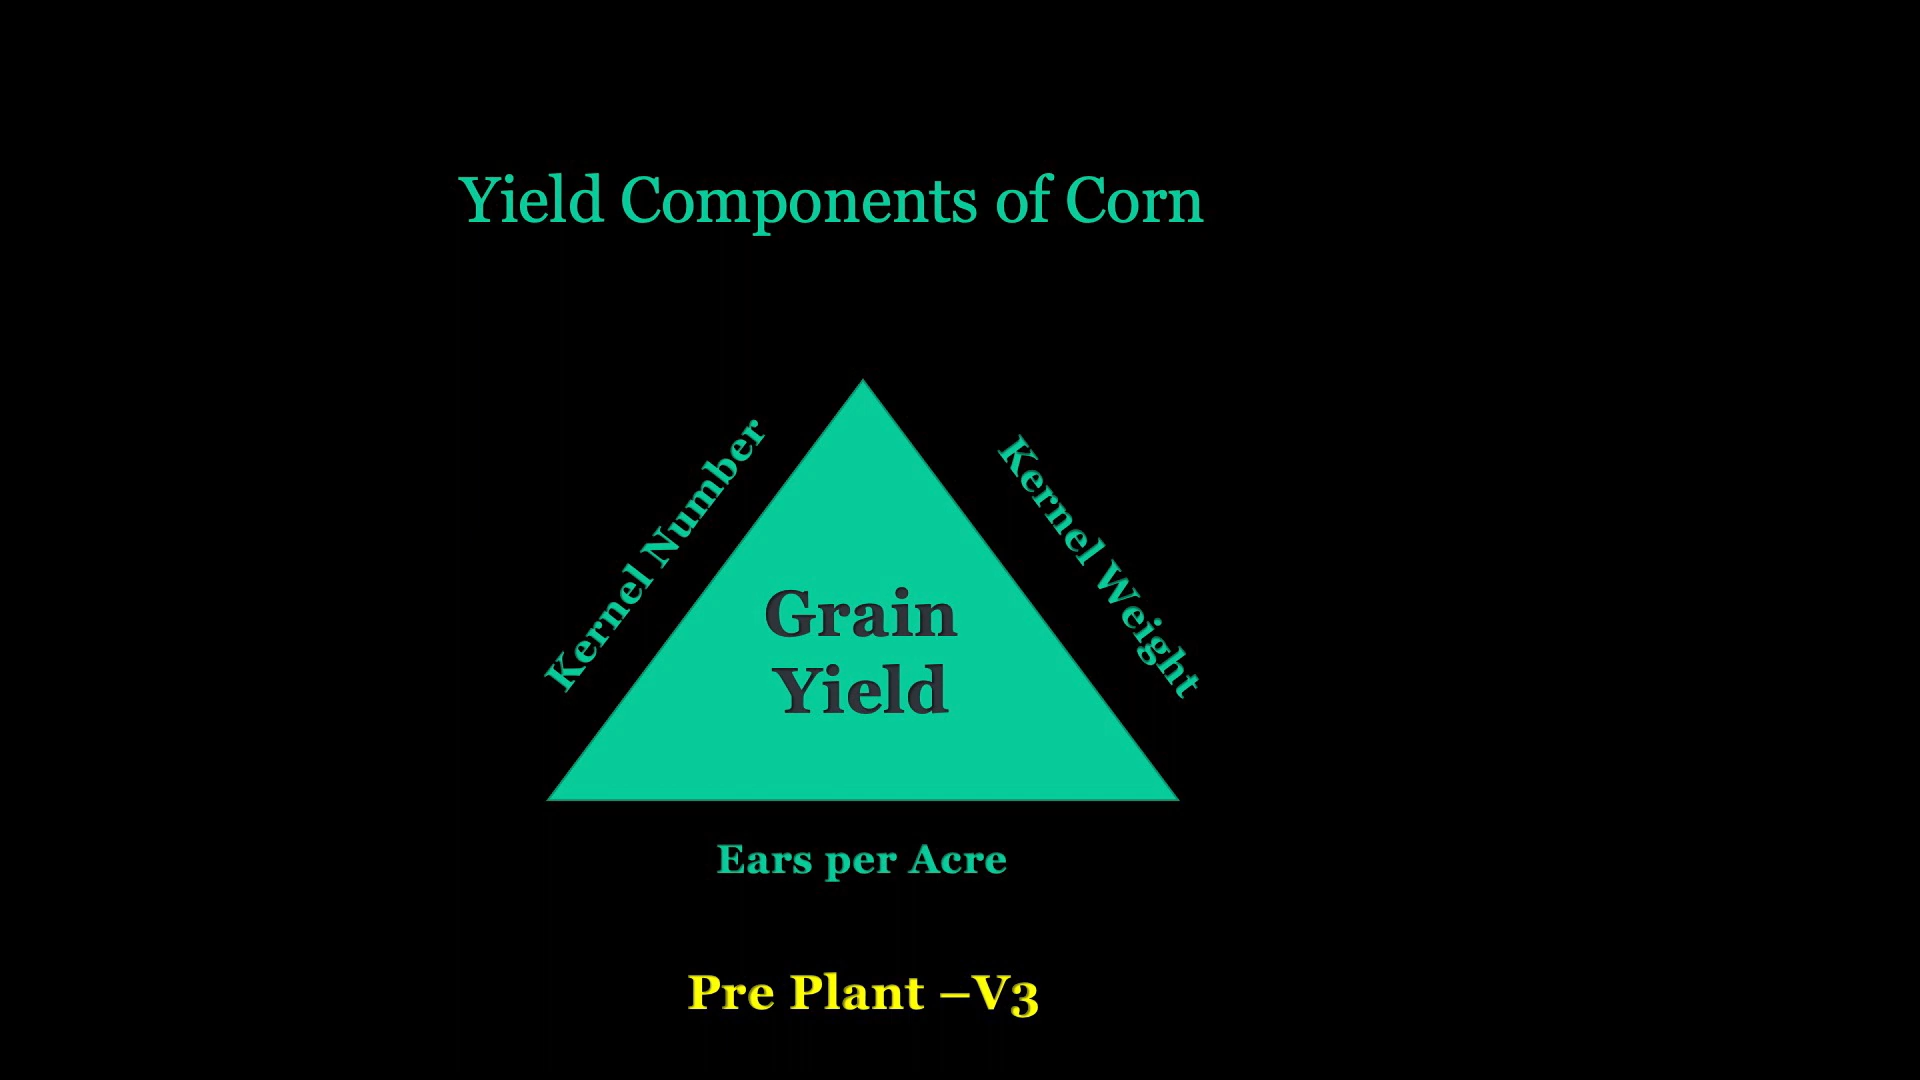 Yield Components of Corn
Kernel Number
Kernel Weight
Grain
Yield
Ears per Acre
Pre Plant –V3